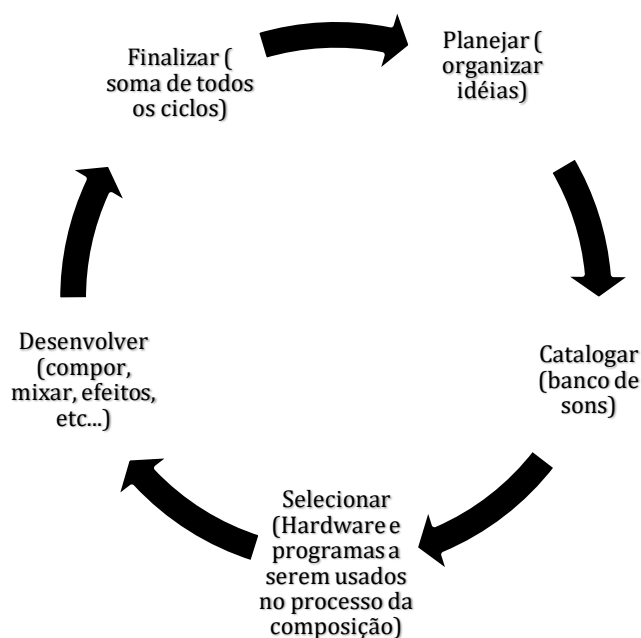 Planejar (
organizar
idéias)
Catalogar
(banco de
sons)
Selecionar
(Hardware e
programas a
serem usados
no processo da
composição)
Desenvolver
(compor,
mixar, efeitos,
etc...)
Finalizar (
soma de todos
os ciclos)